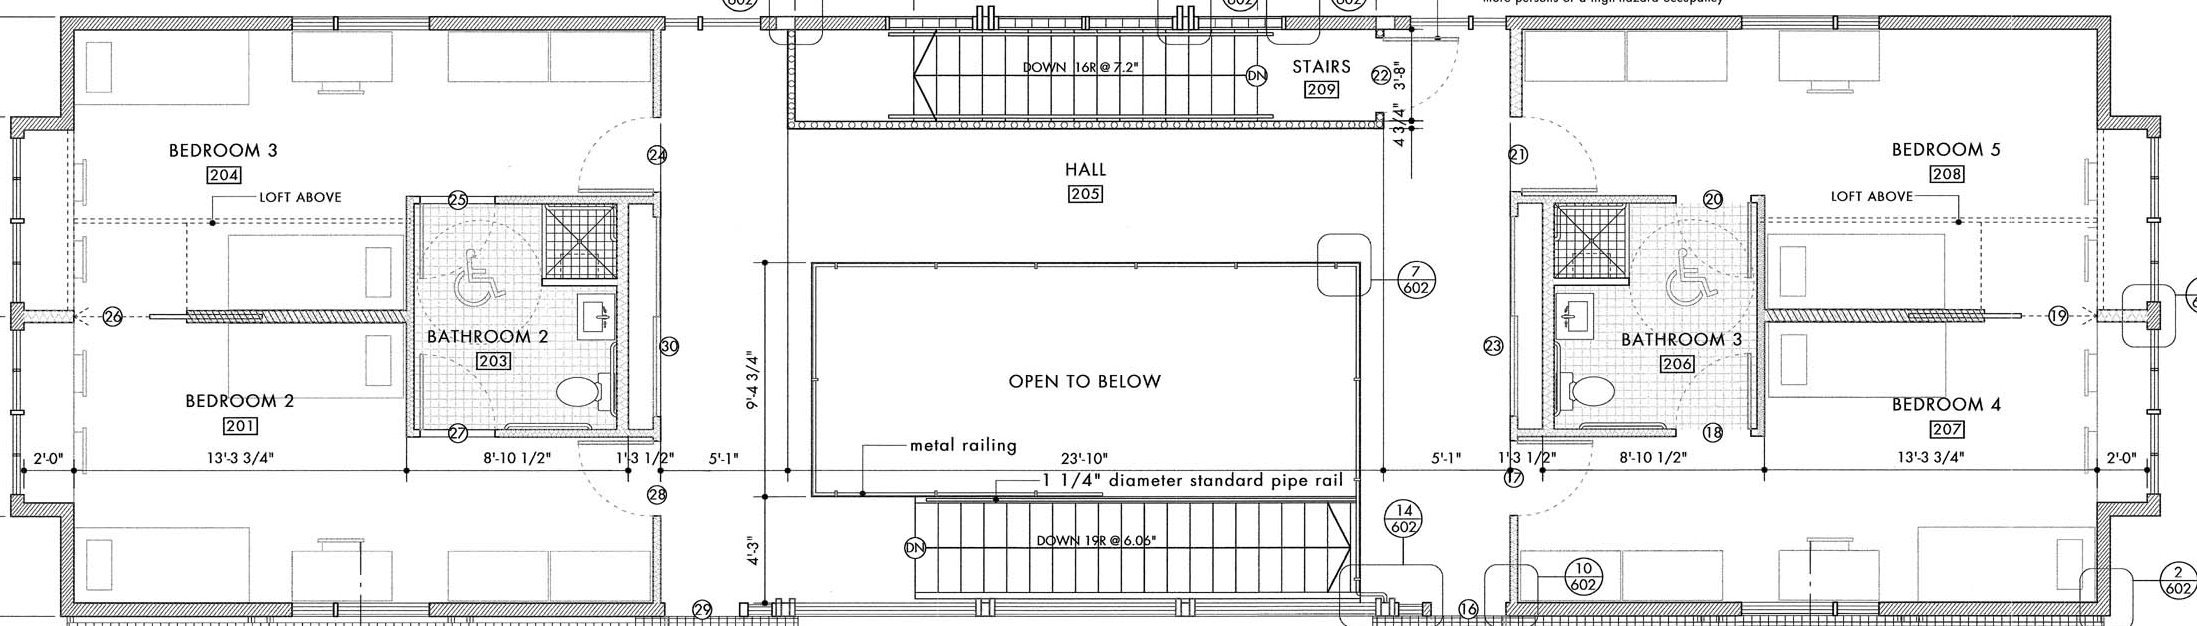 602
602
602
more persons or a high hazard occupancy
DOWN 16R @ 7.2"
DN
STAIRS
209
22
3'-8"
4 3/4"
BEDROOM 3
204
LOFT ABOVE
24
HALL
205
21
BEDROOM 5
208
LOFT ABOVE
25
20
7
602
26
19
BATHROOM 2
203
30
23
BATHROOM 3
206
9'-4 3/4"
OPEN TO BELOW
BEDROOM 2
201
BEDROOM 4
207
27
18
metal railing
2'-0"
13'-3 3/4"
8'-10 1/2"
1'-3 1/2"
5'-1"
23'-10"
5'-1"
1'-3 1/2"
8'-10 1/2"
13'-3 3/4"
2'-0"
1 1/4" diameter standard pipe rail
17
28
14
602
4'-3"
DN
DOWN 19R @ 6.06"
10
602
2
602
29
16